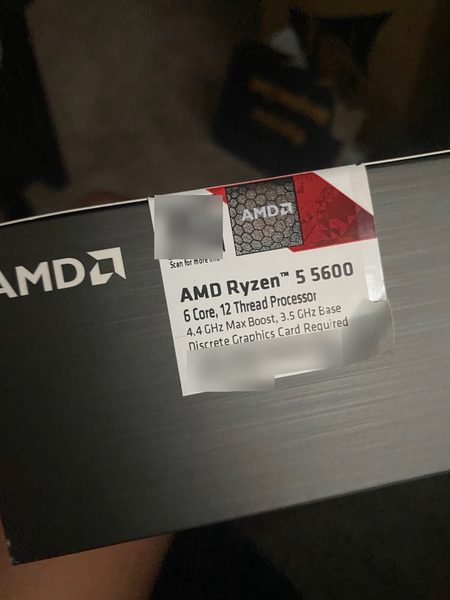 AMD
AMD
Scan for more
AMD Ryzen™ 5 5600
6 Core, 12 Thread Processor
4.4 GHz Max Boost, 3.5 GHz Base
Discrete Graphics Card Required